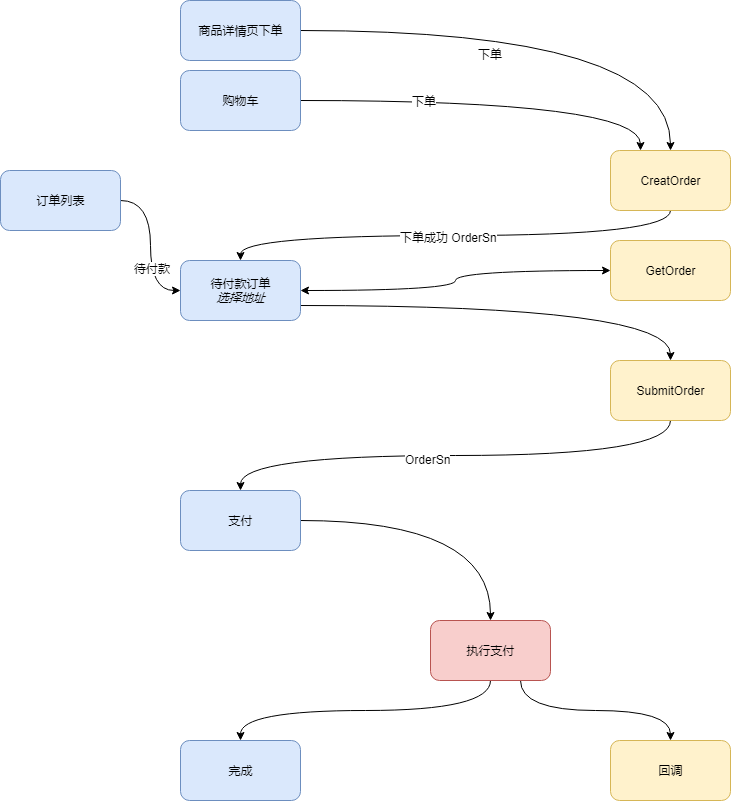 商品详情页下单
下单
购物车
下单
CreatOrder
订单列表
下单成功 OrderSn
待付款
待付款订单
选择地址
GetOrder
SubmitOrder
OrderSn
支付
执行支付
完成
回调